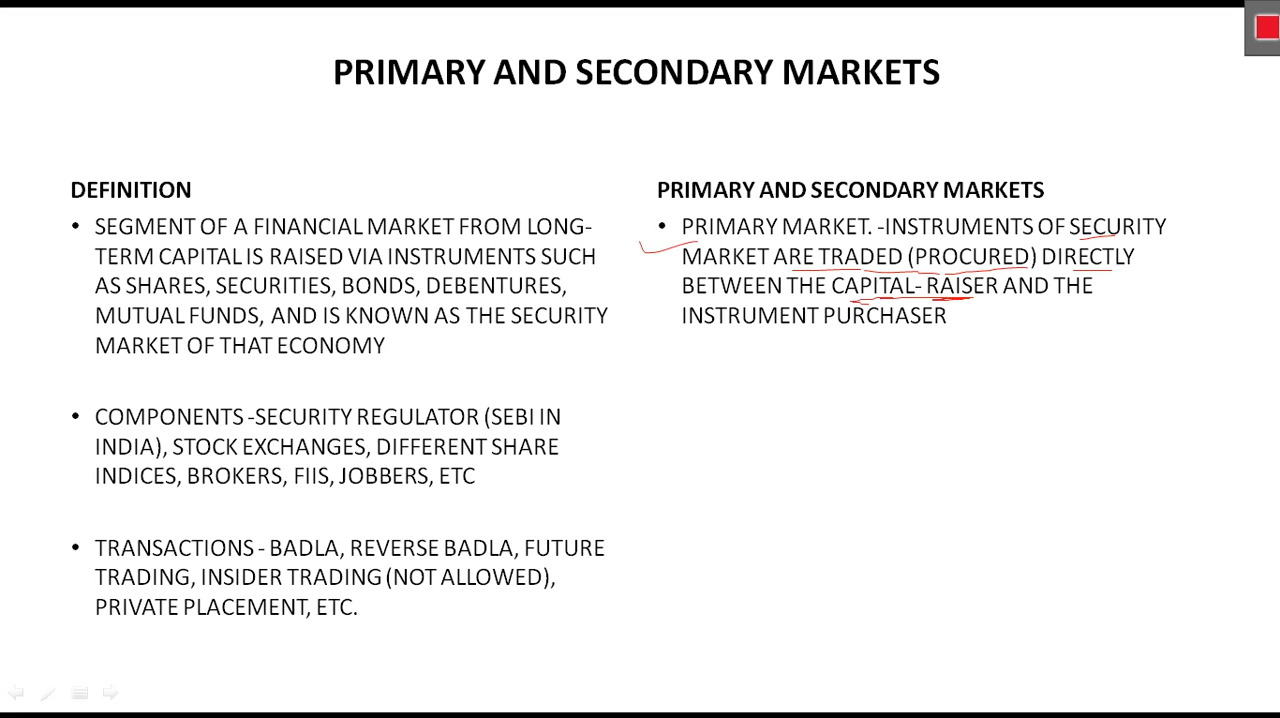 PRIMARY AND SECONDARY MARKETS
DEFINITION
• SEGMENT OF A FINANCIAL MARKET FROM LONG-
TERM CAPITAL IS RAISED VIA INSTRUMENTS SUCH
AS SHARES, SECURITIES, BONDS, DEBENTURES,
MUTUAL FUNDS, AND IS KNOWN AS THE SECURITY
MARKET OF THAT ECONOMY
• COMPONENTS -SECURITY REGULATOR (SEBI IN
INDIA), STOCK EXCHANGES, DIFFERENT SHARE
INDICES, BROKERS, FIIS, JOBBERS, ETC
• TRANSACTIONS - BADLA, REVERSE BADLA, FUTURE
TRADING, INSIDER TRADING (NOT ALLOWED),
PRIVATE PLACEMENT, ETC.
PRIMARY AND SECONDARY MARKETS
• PRIMARY MARKET. -INSTRUMENTS OF SECURITY
MARKET ARE TRADED (PROCURED) DIRECTLY
BETWEEN THE CAPITAL- RAISER AND THE
INSTRUMENT PURCHASER